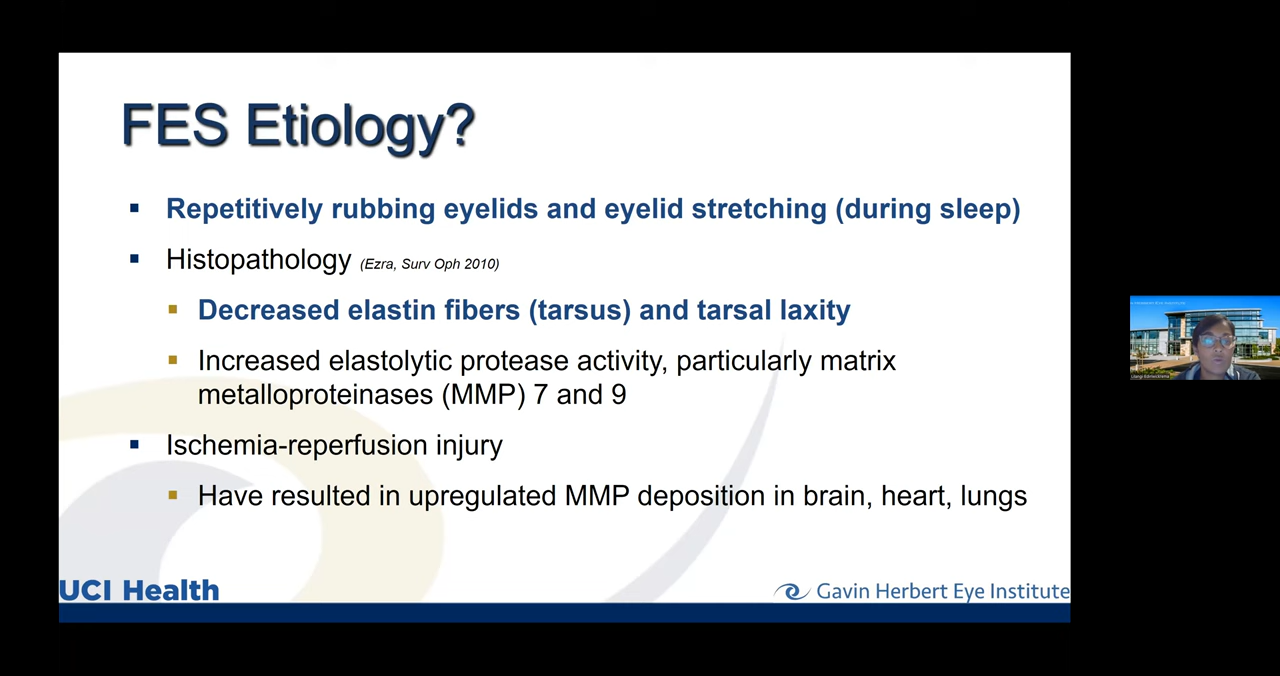 FES Etiology?
Repetitively rubbing eyelids and eyelid stretching (during sleep)
Histopathology (Ezra, Surv Oph 2010)
Decreased elastin fibers (tarsus) and tarsal laxity
Increased elastolytic protease activity, particularly matrix
metalloproteinases (MMP) 7 and 9
Ischemia-reperfusion injury
Have resulted in upregulated MMP deposition in brain, heart, lungs
UCI Health
Gavin Herbert Eye Institute